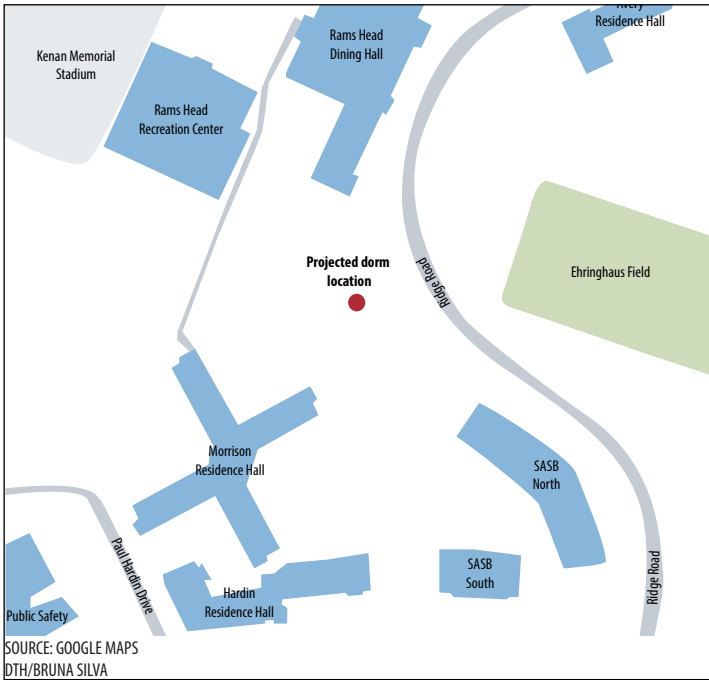 Avery
Residence Hall
Kenan Memorial
Stadium
Rams Head
Dining Hall
Rams Head
Recreation Center
Projected dorm
location
Ridge Road
Ehringhaus Field
Morrison
Residence Hall
SASB
North
Paul Hardin Drive
SASB
South
Hardin
Residence Hall
Ridge Road
Public Safety
SOURCE: GOOGLE MAPS
DTH/BRUNA SILVA